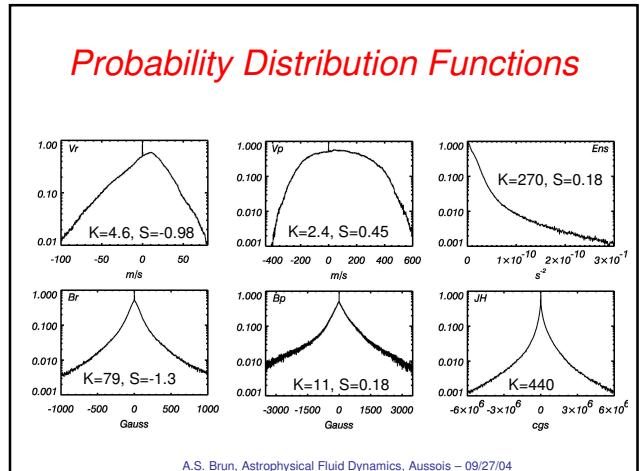 Probability Distribution Functions
1.00
0.10
0.01
Vr
K=4.6, S=-0.98
-100 -50 0 50
m/s
1.000
0.100
0.010
0.001
Vp
K=2.4, S=0.45
-400 -200 0 200 400 600
m/s
1.000
0.100
0.010
0.001
Ens
K=270, S=0.18
0 1×10^-10 2×10^-10 3×10^-1
s^-2
1.000
0.100
0.010
0.001
Br
K=79, S=-1.3
-1000 -500 0 500 1000
Gauss
1.000
0.100
0.010
0.001
Bp
K=11, S=0.18
-3000 -1500 0 1500 3000
Gauss
1.000
0.100
0.010
0.001
JH
K=440
-6×10^6 -3×10^6 0 3×10^6 6×10^6
cgs
A.S. Brun, Astrophysical Fluid Dynamics, Aussois – 09/27/04